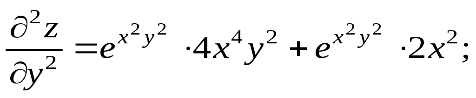 ∂²z/∂y² = e^{x²y²} ·4x⁴y² + e^{x²y²} ·2x²;